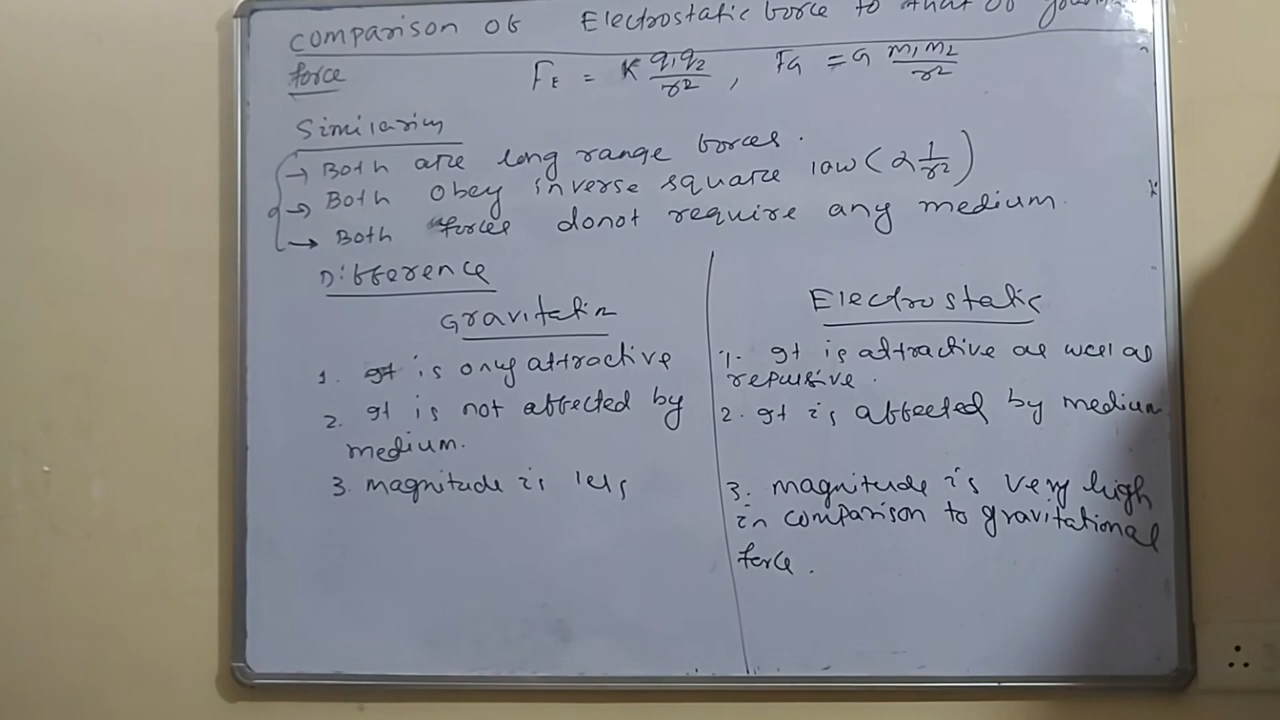 comparison of Electrostatic force to that of
force
F_E = K q₁q₂/r² , F_G = G m₁m₂/r²
Similarity
→ Both are long range forces.
→ Both obey inverse square law (α 1/r²)
→ Both forces donot require any medium.
Difference
Gravitatin
1. It is only attractive
2. It is not affected by
medium.
3. magnitude is less
Electrostatic
1. It is attractive as well as
repulsive.
2. It is affected by medium
3. magnitude is very high
in comparison to gravitational
force.